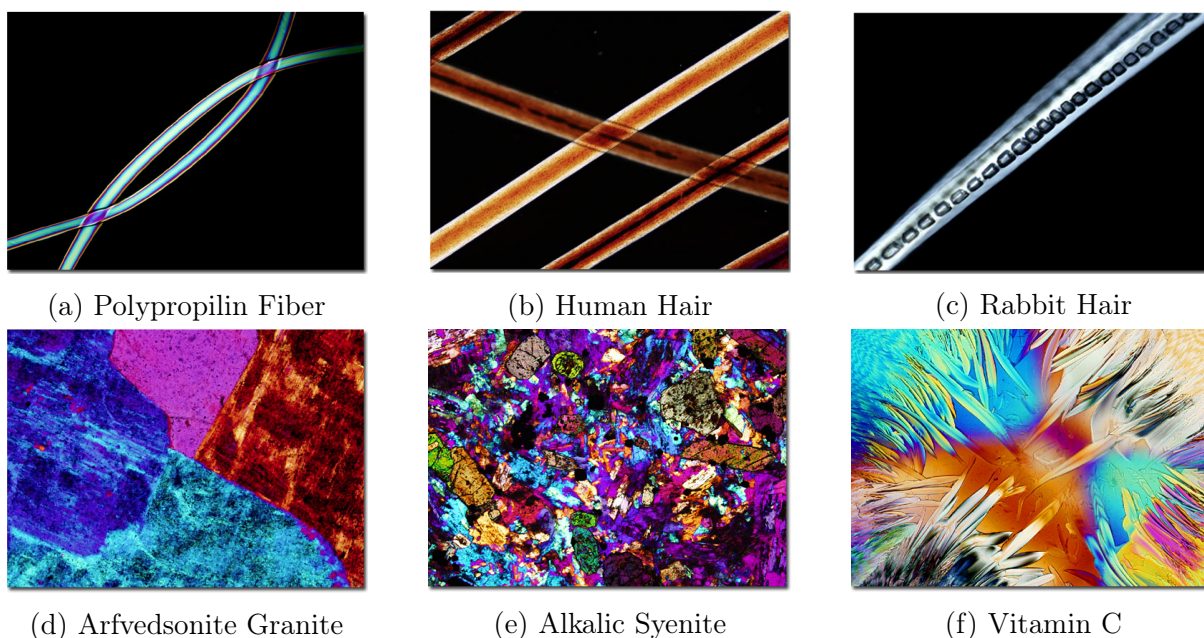 (a) Polypropilin Fiber
(b) Human Hair
(c) Rabbit Hair
(d) Arfvedsonite Granite
(e) Alkalic Syenite
(f) Vitamin C